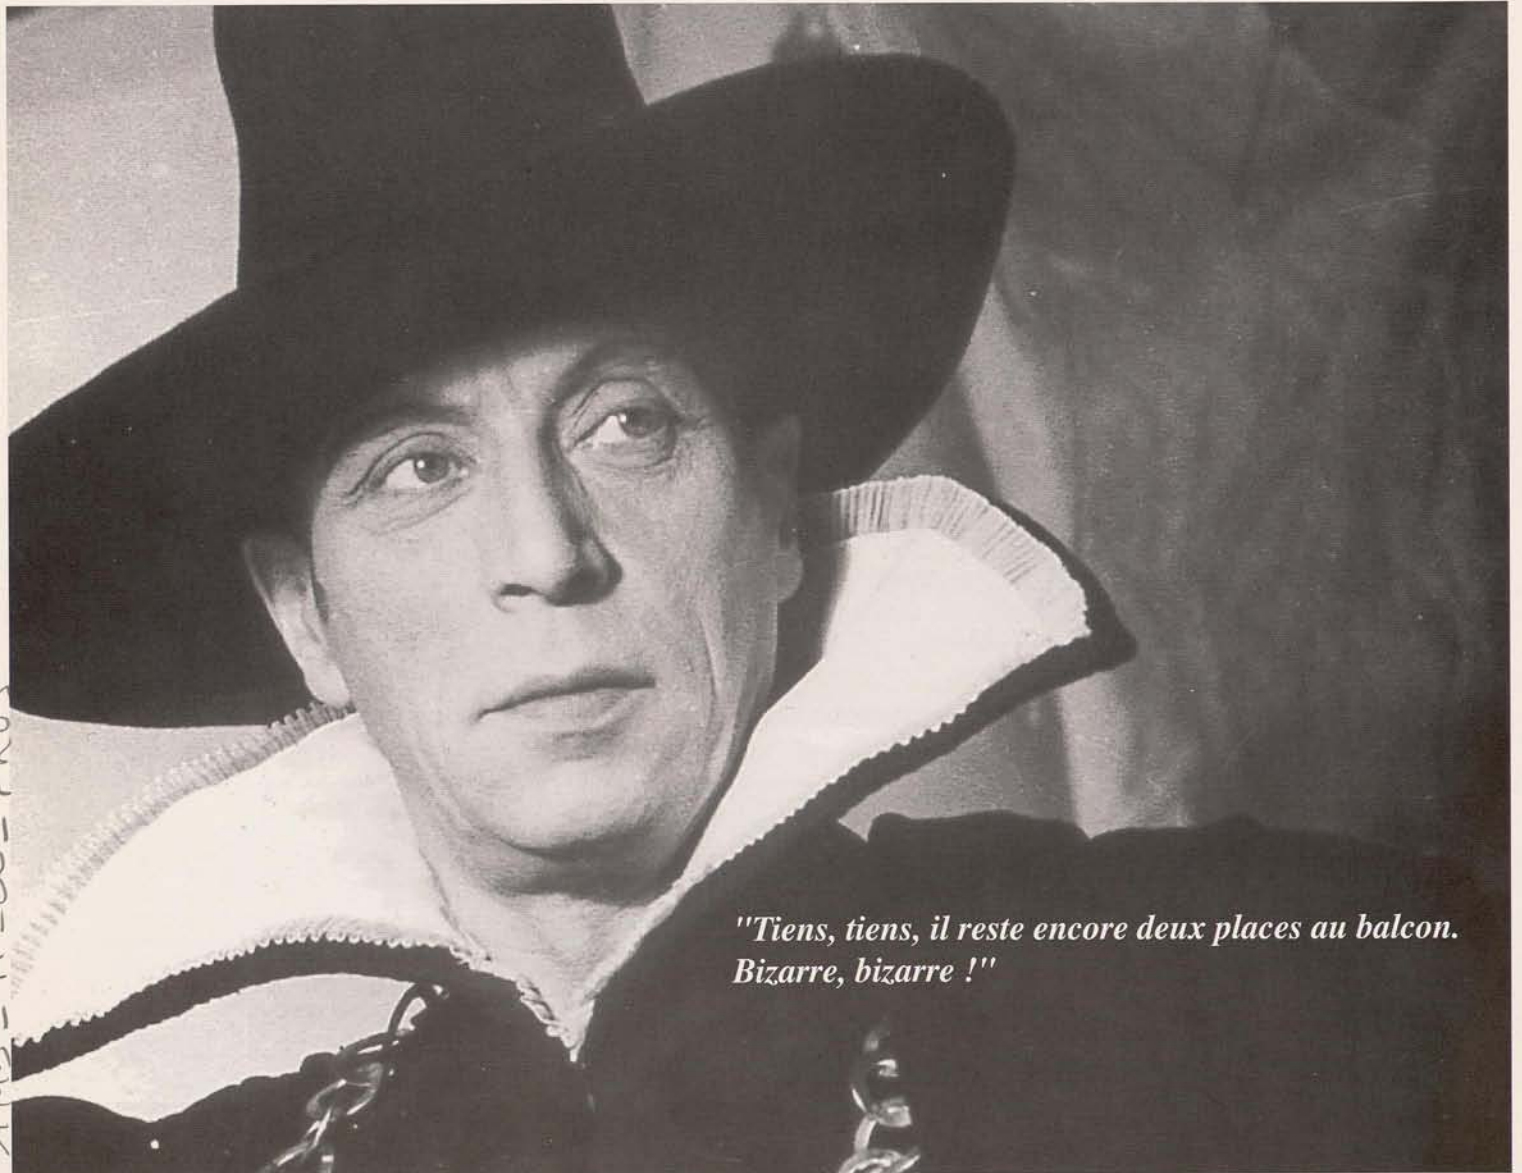 "Tiens, tiens, il reste encore deux places au balcon.
Bizarre, bizarre !"